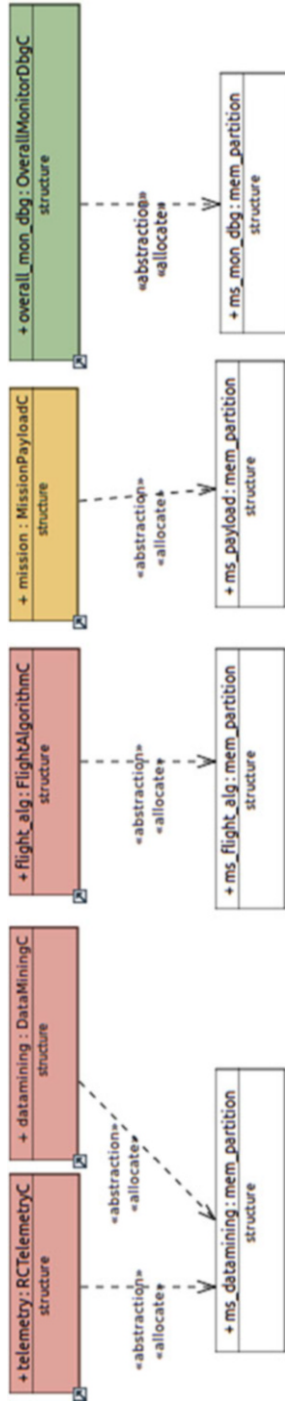 + telemetry: RCTelemetryC
structure
+ datamining : DataMiningC
structure
+ flight_alg: FlightAlgorithmC
structure
+ mission : MissionPayloadC
structure
+ overall_mon_dbg : OverallMonitorDbgC
structure
«abstraction»
«allocate»
«abstraction»
«allocate»
«abstraction»
«allocate»
«abstraction»
«allocate»
«abstraction»
«allocate»
+ ms_datamining: mem_partition
structure
+ ms_flight_alg: mem_partition
structure
+ ms_payload: mem_partition
structure
+ ms_mon_dbg: mem_partition
structure